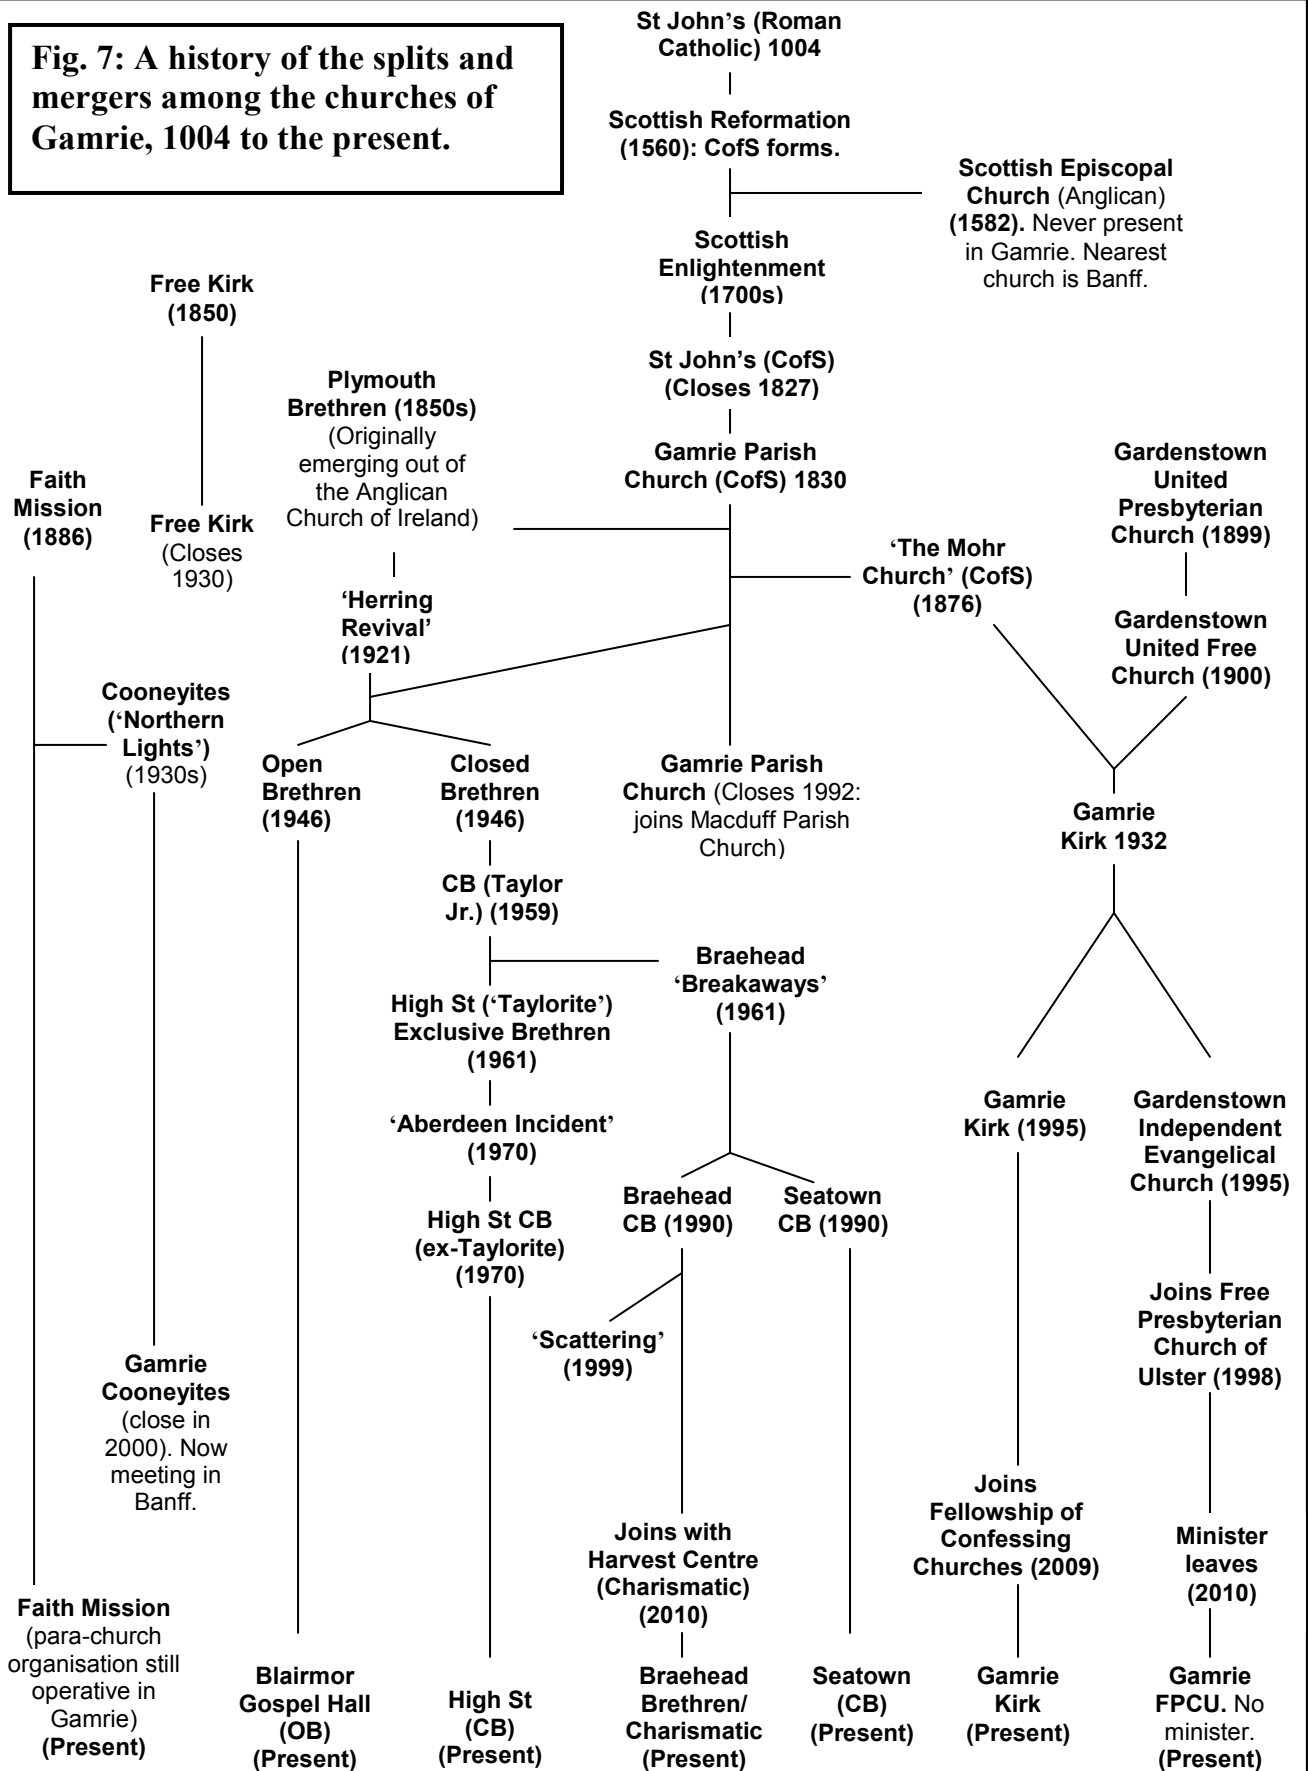 Fig. 7: A history of the splits and
mergers among the churches of
Gamrie, 1004 to the present.
St John's (Roman
Catholic) 1004
Scottish Reformation
(1560): CofS forms.
Scottish Episcopal
Church (Anglican)
(1582). Never present
in Gamrie. Nearest
church is Banff.
Scottish
Enlightenment
(1700s)
Free Kirk
(1850)
St John's (CofS)
(Closes 1827)
Plymouth
Brethren (1850s)
(Originally
emerging out of
the Anglican
Church of Ireland)
Gamrie Parish
Church (CofS) 1830
Gardenstown
United
Presbyterian
Church (1899)
Faith
Mission
(1886)
Free Kirk
(Closes
1930)
‘The Mohr
Church’ (CofS)
(1876)
‘Herring
Revival’
(1921)
Gardenstown
United Free
Church (1900)
Cooneyites
(‘Northern
Lights’)
(1930s)
Open
Brethren
(1946)
Closed
Brethren
(1946)
Gamrie Parish
Church (Closes 1992:
joins Macduff Parish
Church)
Gamrie
Kirk 1932
CB (Taylor
Jr.) (1959)
Braehead
‘Breakaways’
(1961)
High St (‘Taylorite’)
Exclusive Brethren
(1961)
‘Aberdeen Incident’
(1970)
Gamrie
Kirk (1995)
Gardenstown
Independent
Evangelical
Church (1995)
Braehead
CB (1990)
Seatown
CB (1990)
High St CB
(ex-Taylorite)
(1970)
Joins Free
Presbyterian
Church of
Ulster (1998)
‘Scattering’
(1999)
Gamrie
Cooneyites
(close in
2000). Now
meeting in
Banff.
Joins
Fellowship of
Confessing
Churches (2009)
Joins with
Harvest Centre
(Charismatic)
(2010)
Minister
leaves
(2010)
Faith Mission
(para-church
organisation still
operative in
Gamrie)
(Present)
Blairmor
Gospel Hall
(OB)
(Present)
High St
(CB)
(Present)
Braehead
Brethren/
Charismatic
(Present)
Seatown
(CB)
(Present)
Gamrie
Kirk
(Present)
Gamrie
FPCU. No
minister.
(Present)